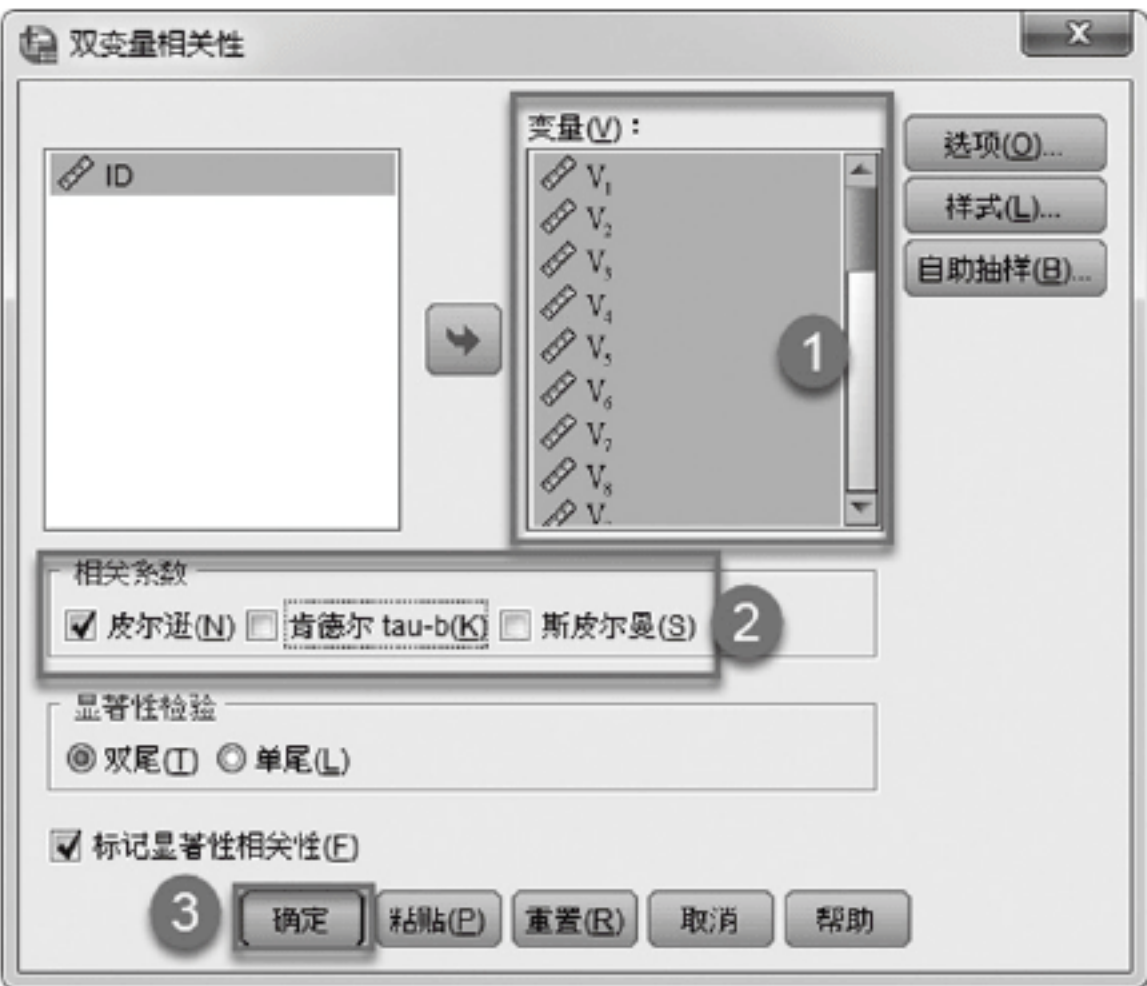 双变量相关性
变量(V)：
ID
V₁
V₂
V₃
V₄
V₅
V₆
V₇
V₈
选项(O)...
样式(L)...
自助抽样(B)...
1
相关系数
皮尔逊(N) 肯德尔 tau-b(K) 斯皮尔曼(S)
2
显著性检验
双尾(T) 单尾(L)
标记显著性相关性(F)
3 确定 粘贴(P) 重置(R) 取消 帮助